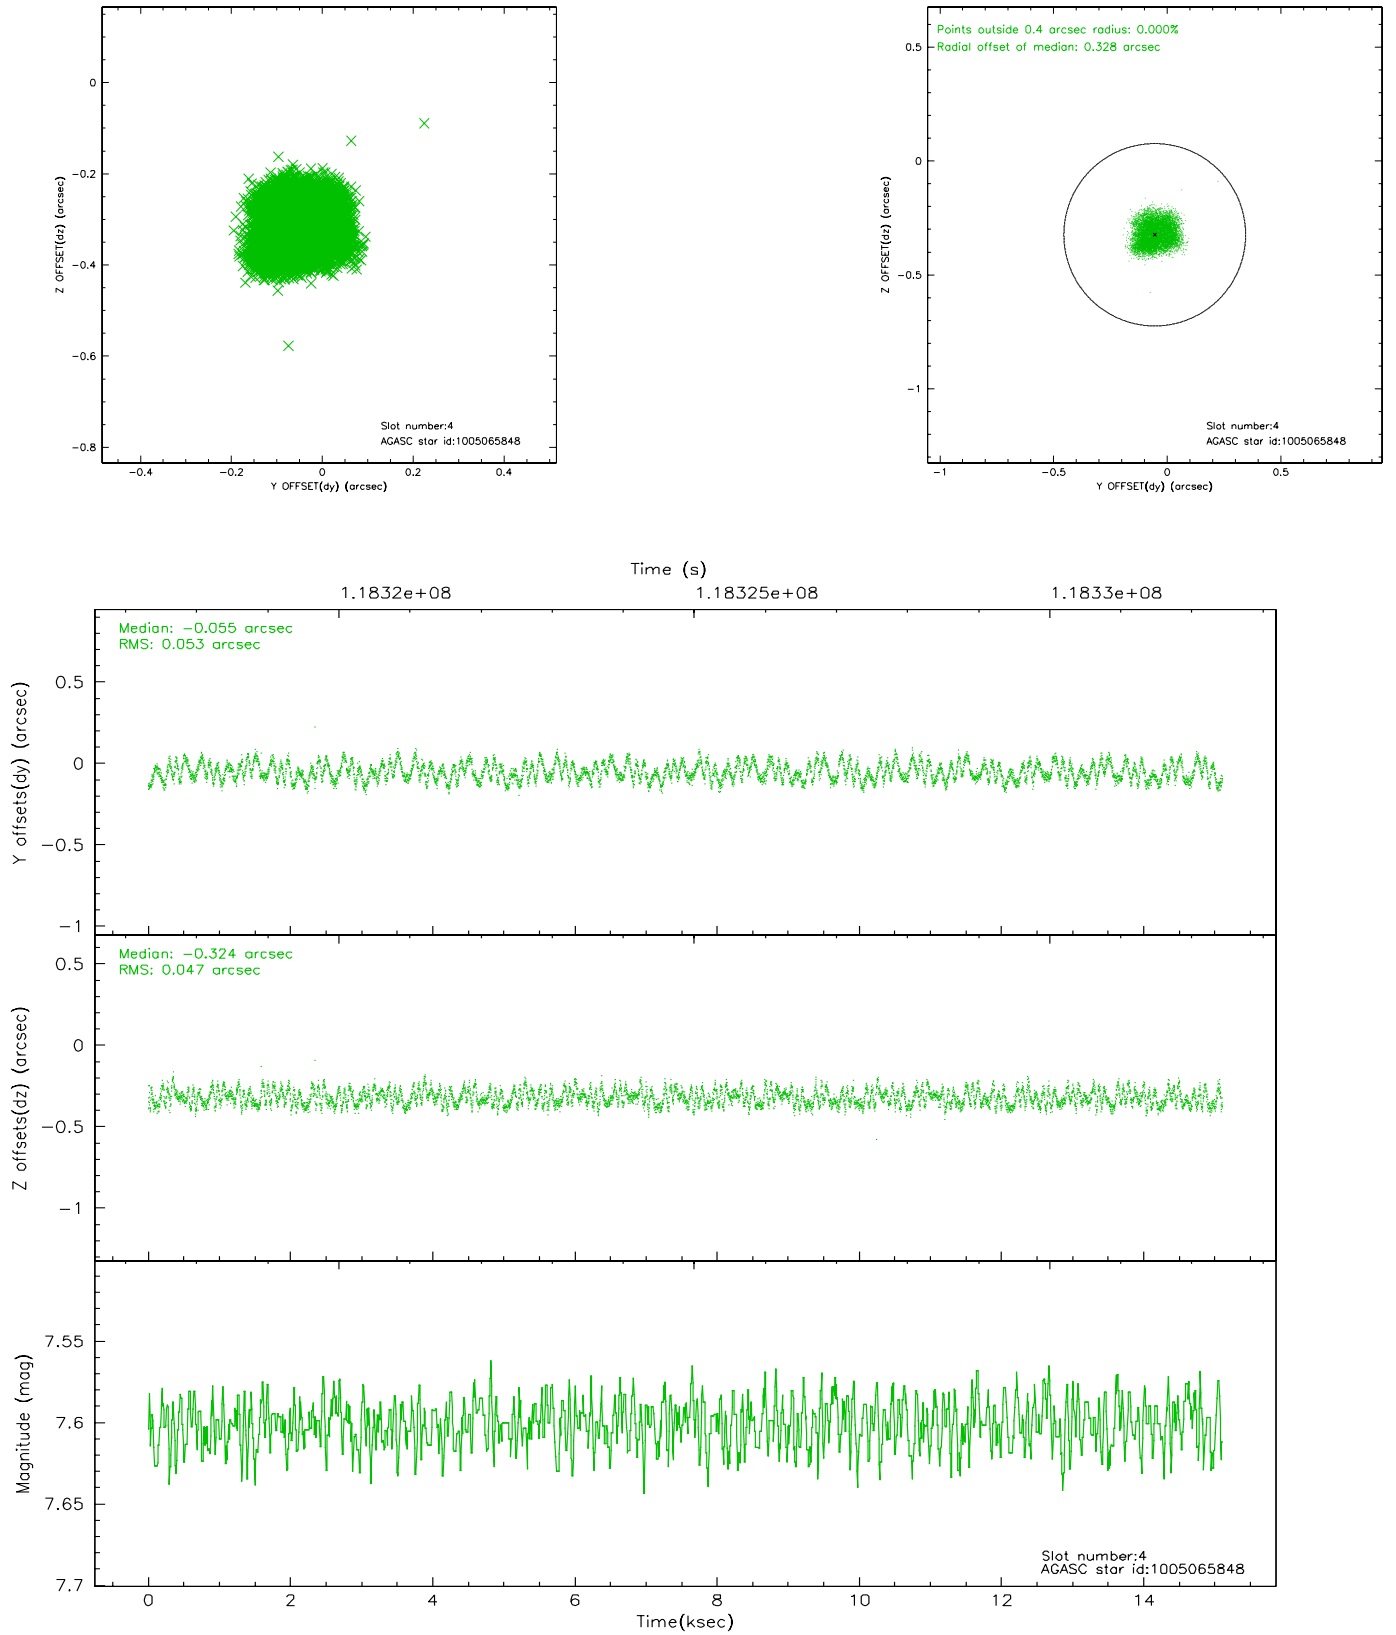 0
−0.2
−0.4
−0.6
−0.8
Z OFFSET(dz) (arcsec)
Slot number:4
AGASC star id:1005065848
−0.4 −0.2 0 0.2 0.4
Y OFFSET(dy) (arcsec)
Points outside 0.4 arcsec radius: 0.000%
Radial offset of median: 0.328 arcsec
0.5
0
−0.5
−1
Z OFFSET(dz) (arcsec)
Slot number:4
AGASC star id:1005065848
−1 −0.5 0 0.5
Y OFFSET(dy) (arcsec)
Time (s)
1.1832e+08 1.18325e+08 1.1833e+08
Median: −0.055 arcsec
RMS: 0.053 arcsec
0.5
0
−0.5
−1
Y offsets(dy) (arcsec)
Median: −0.324 arcsec
RMS: 0.047 arcsec
0.5
0
−0.5
−1
Z offsets(dz) (arcsec)
7.55
7.6
7.65
7.7
Magnitude (mag)
Slot number:4
AGASC star id:1005065848
0 2 4 6 8 10 12 14
Time(ksec)